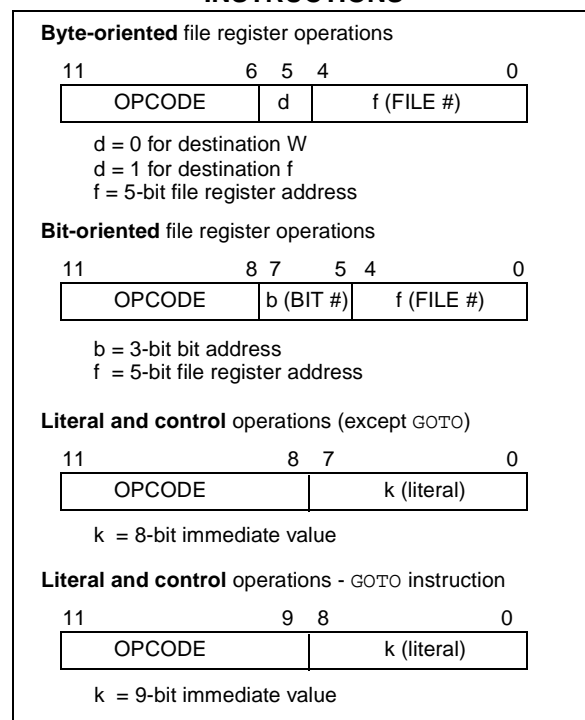 INSTRUCTIONS
Byte-oriented file register operations
11 6 5 4 0
OPCODE d f (FILE #)
d = 0 for destination W
d = 1 for destination f
f = 5-bit file register address
Bit-oriented file register operations
11 8 7 5 4 0
OPCODE b (BIT #) f (FILE #)
b = 3-bit bit address
f = 5-bit file register address
Literal and control operations (except GOTO)
11 8 7 0
OPCODE k (literal)
k = 8-bit immediate value
Literal and control operations - GOTO instruction
11 9 8 0
OPCODE k (literal)
k = 9-bit immediate value